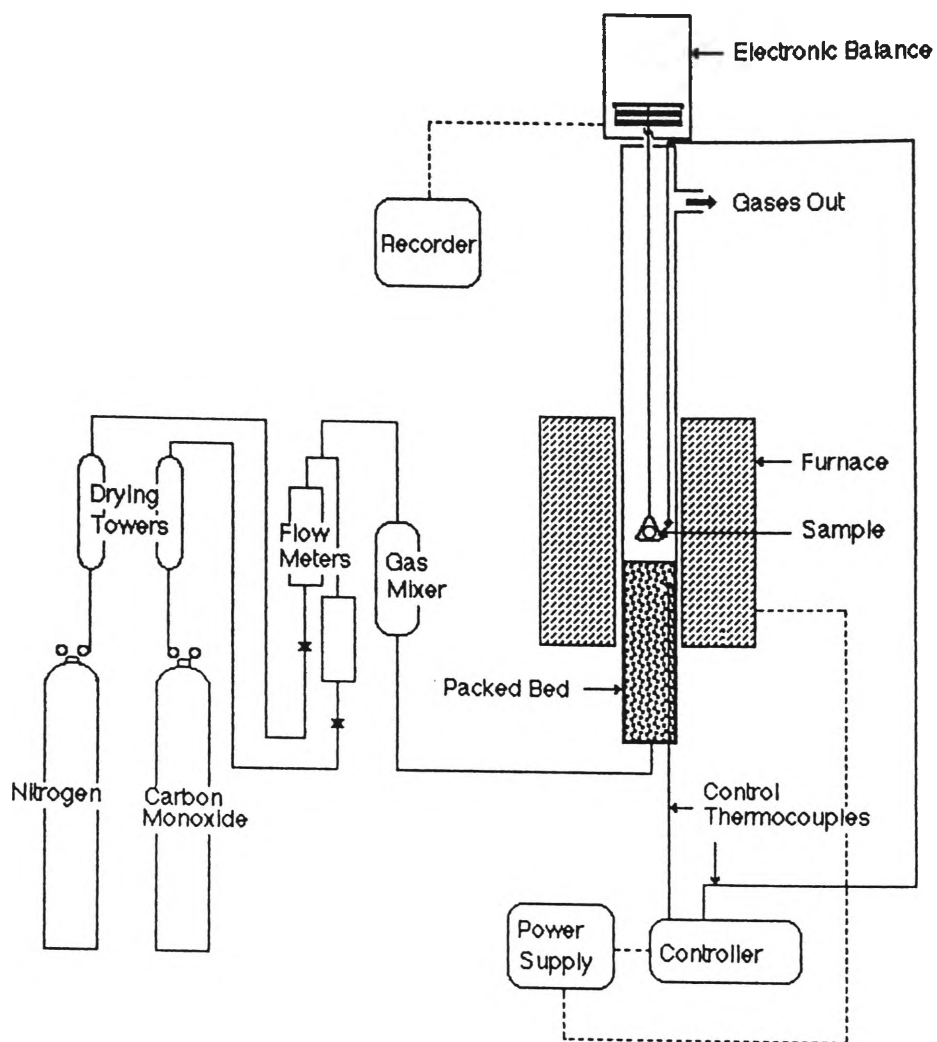 Electronic Balance
Gases Out
Recorder
Furnace
Sample
Drying
Towers
Flow
Meters
Gas
Mixer
Packed Bed
Nitrogen
Carbon
Monoxide
Control
Thermocouples
Power
Supply
Controller